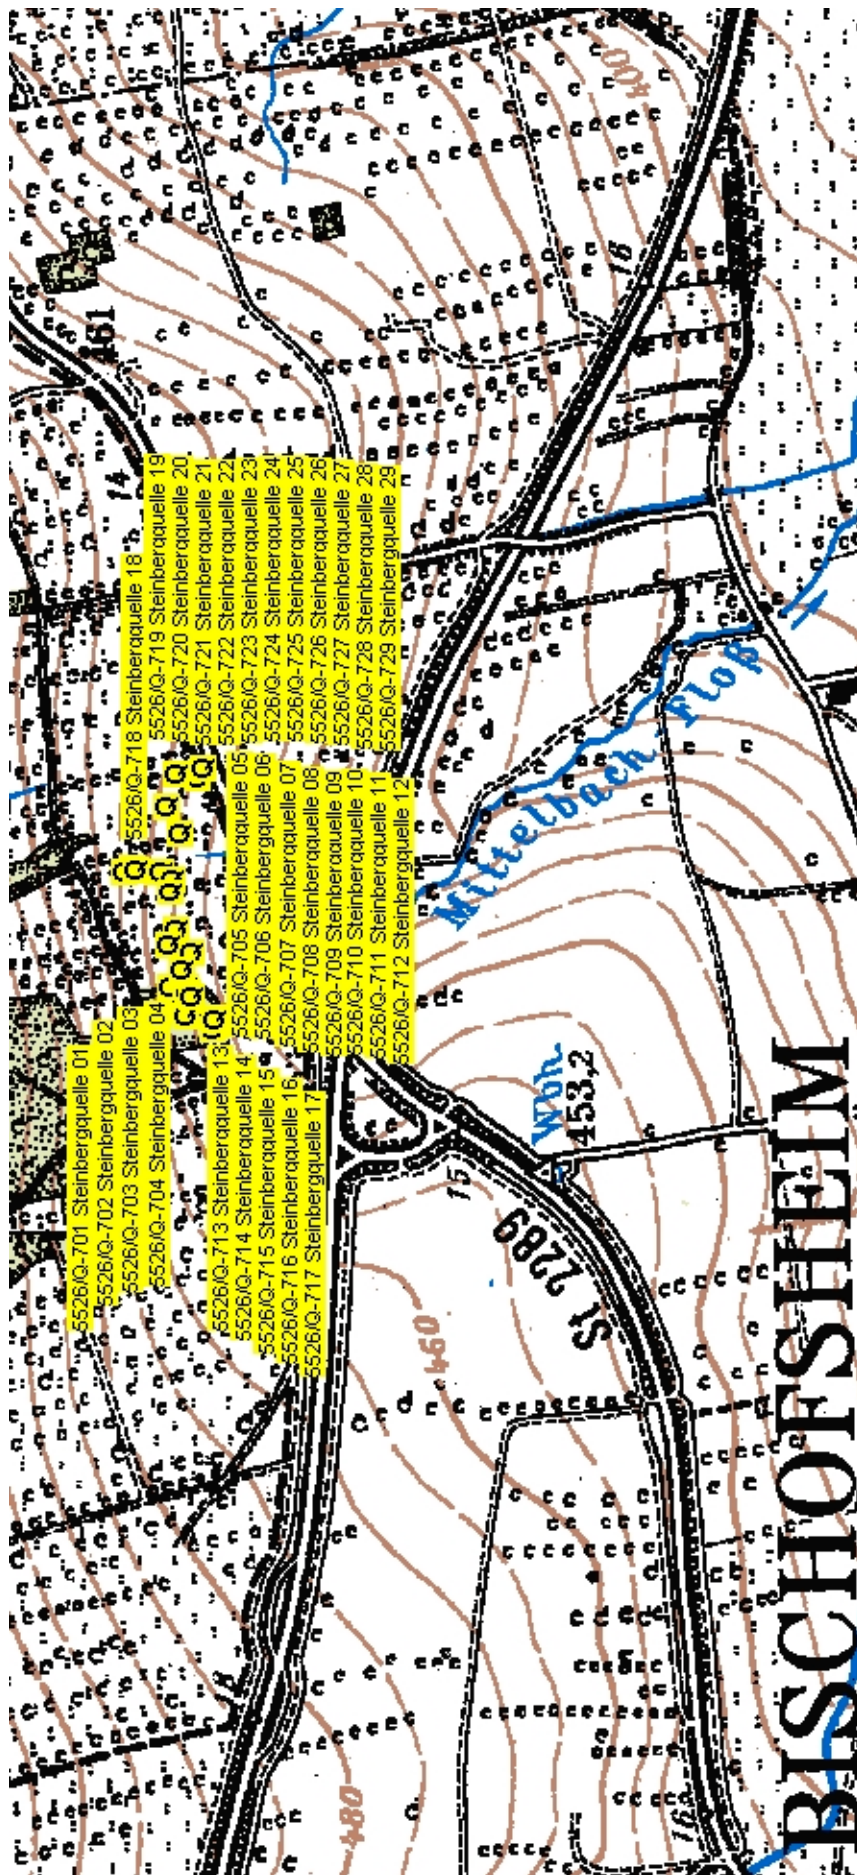 5526/Q-701 Steinbergquelle 01
5526/Q-702 Steinbergquelle 02
5526/Q-703 Steinbergquelle 03
5526/Q-704 Steinbergquelle 04
5526/Q-705 Steinbergquelle 05
5526/Q-706 Steinbergquelle 06
5526/Q-707 Steinbergquelle 07
5526/Q-708 Steinbergquelle 08
5526/Q-709 Steinbergquelle 09
5526/Q-710 Steinbergquelle 10
5526/Q-711 Steinbergquelle 11
5526/Q-712 Steinbergquelle 12
5526/Q-713 Steinbergquelle 13
5526/Q-714 Steinbergquelle 14
5526/Q-715 Steinbergquelle 15
5526/Q-716 Steinbergquelle 16
5526/Q-717 Steinbergquelle 17
5526/Q-718 Steinbergquelle 18
5526/Q-719 Steinbergquelle 19
5526/Q-720 Steinbergquelle 20
5526/Q-721 Steinbergquelle 21
5526/Q-722 Steinbergquelle 22
5526/Q-723 Steinbergquelle 23
5526/Q-724 Steinbergquelle 24
5526/Q-725 Steinbergquelle 25
5526/Q-726 Steinbergquelle 26
5526/Q-727 Steinbergquelle 27
5526/Q-728 Steinbergquelle 28
5526/Q-729 Steinbergquelle 29
14
400
16
Mittelbach - Floß
Wbh.
453,2
15
St 2289
460
480
16
BISCHOFSHEIM